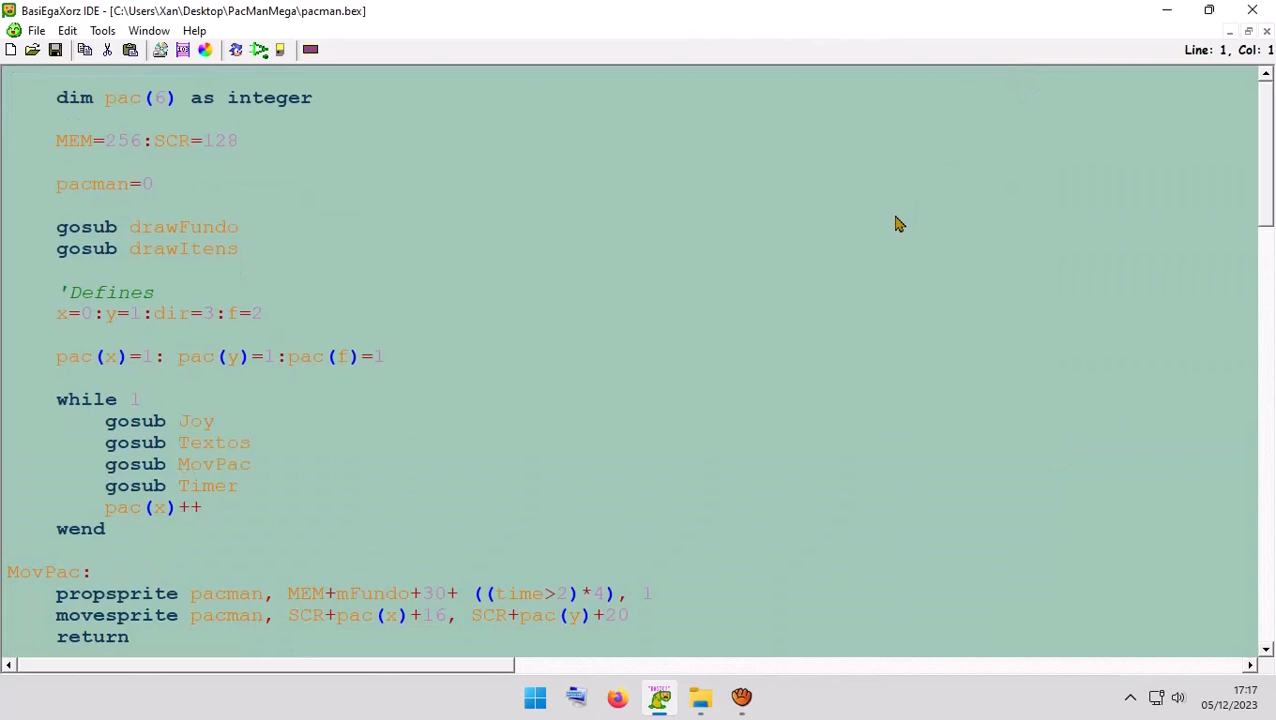 BasiEgaXorz IDE - [C:\Users\Xan\Desktop\PacManMega\pacman.bex]
File Edit Tools Window Help
Line: 1, Col: 1
dim pac(6) as integer
MEM=256:SCR=128
pacman=0
gosub drawFundo
gosub drawItens
'Defines
x=0:y=1:dir=3:f=2
pac(x)=1: pac(y)=1:pac(f)=1
while 1
gosub Joy
gosub Textos
gosub MovPac
gosub Timer
pac(x)++
wend
MovPac:
propsprite pacman, MEM+mFundo+30+ ((time>2)*4), 1
movesprite pacman, SCR+pac(x)+16, SCR+pac(y)+20
return
17:17
05/12/2023